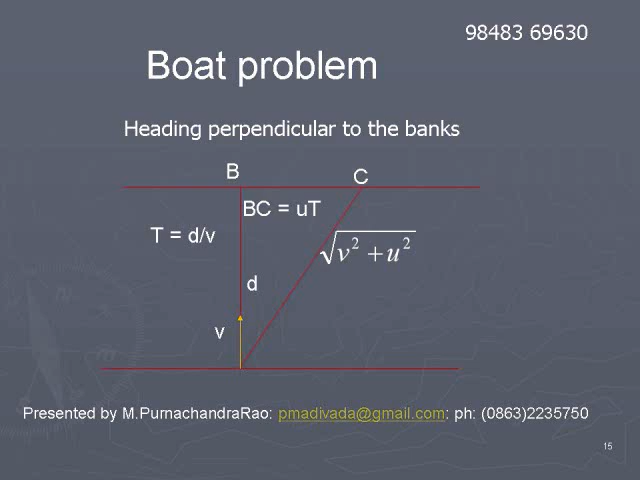 98483 69630
Boat problem
Heading perpendicular to the banks
B
C
BC = uT
T = d/v
√v² + u²
d
v
Presented by M.PurnachandraRao: pmadivada@gmail.com: ph: (0863)2235750
15